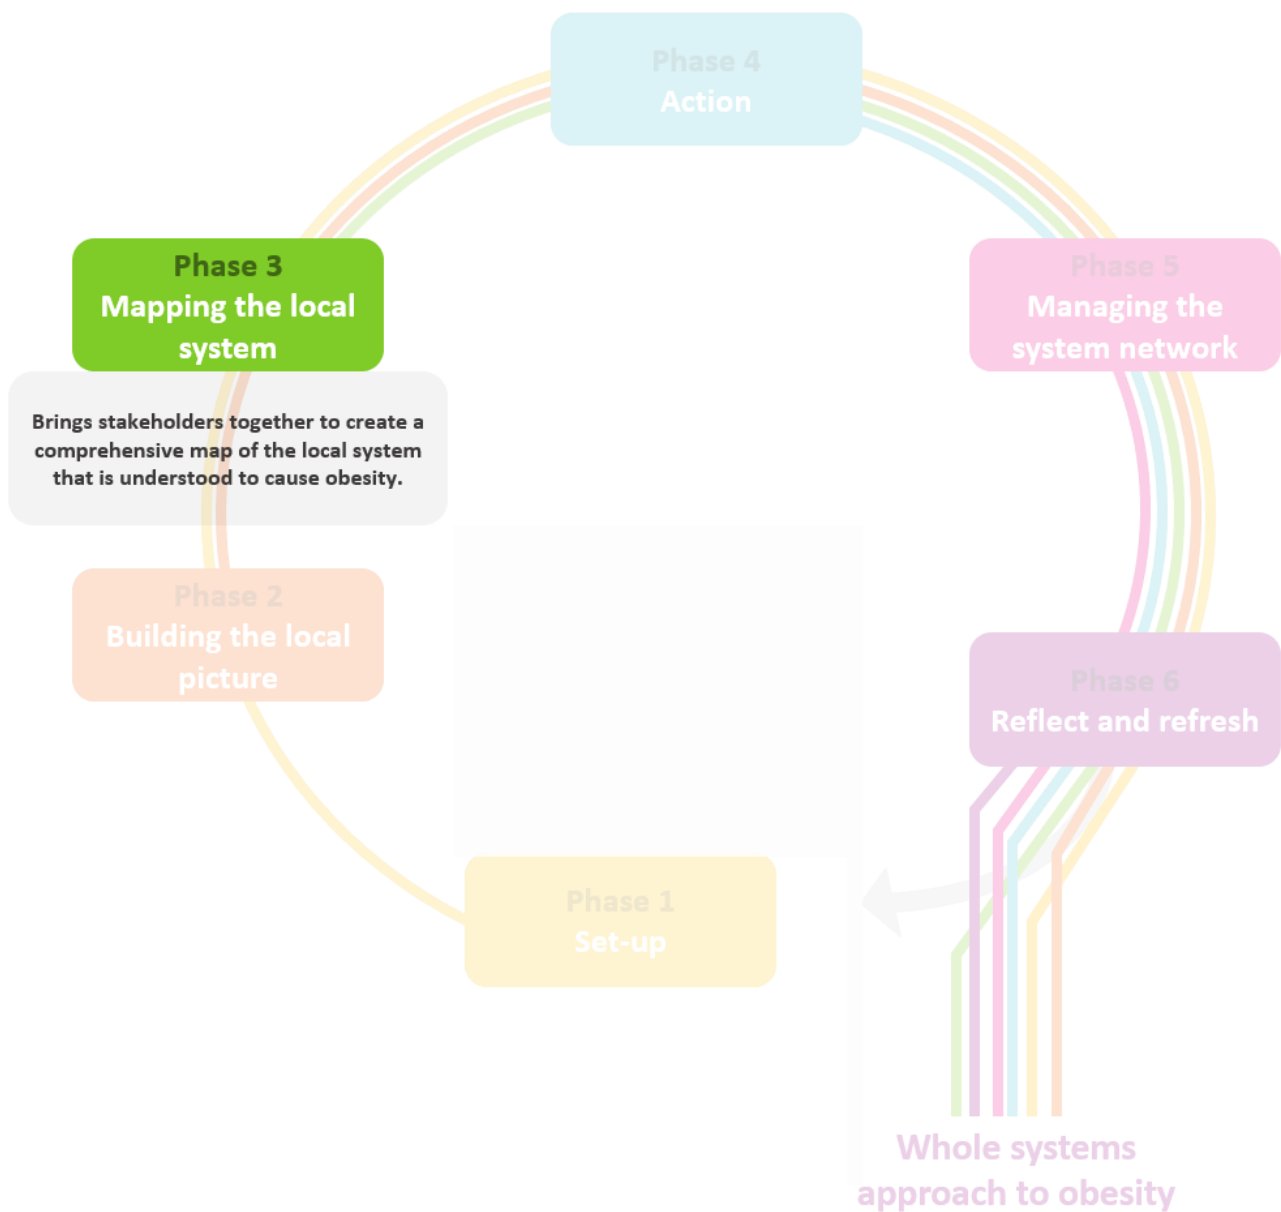 Phase 4
Action
Phase 3
Mapping the local
system
Brings stakeholders together to create a
comprehensive map of the local system
that is understood to cause obesity.
Phase 5
Managing the
system network
Phase 2
Building the local
picture
Phase 6
Reflect and refresh
Phase 1
Set-up
Whole systems
approach to obesity